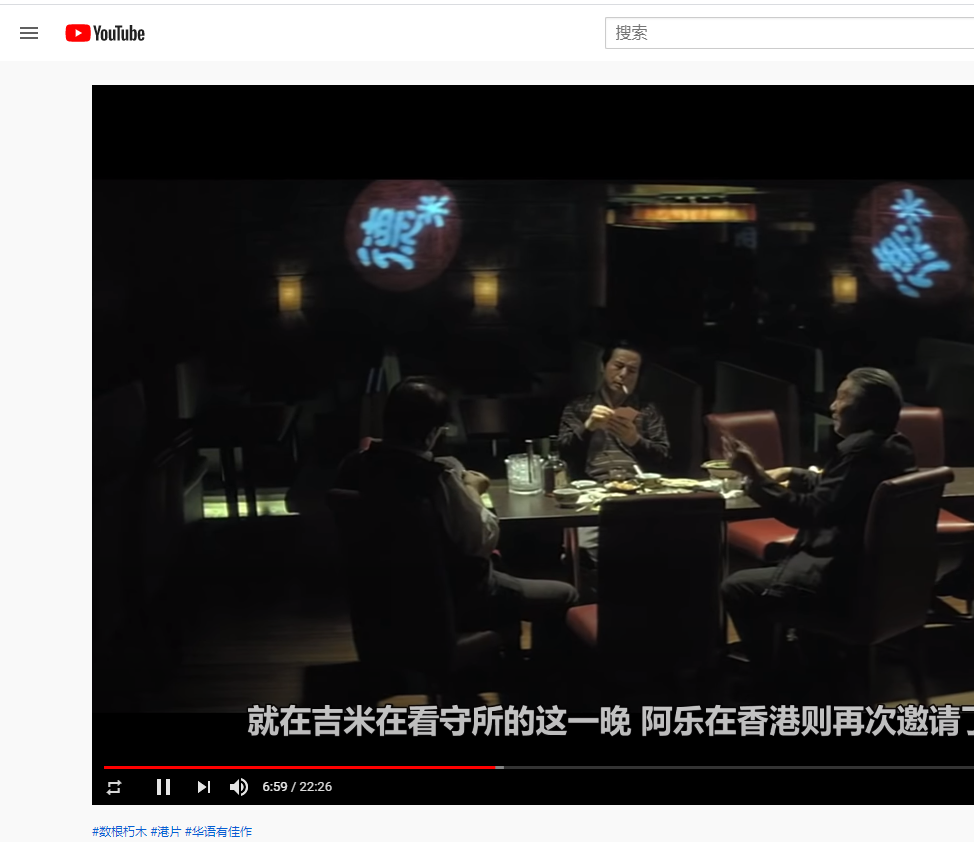 YouTube
搜索
就在吉米在看守所的这一晚 阿乐在香港则再次邀请了
6:59 / 22:26
#数根朽木 #港片 #华语有佳作